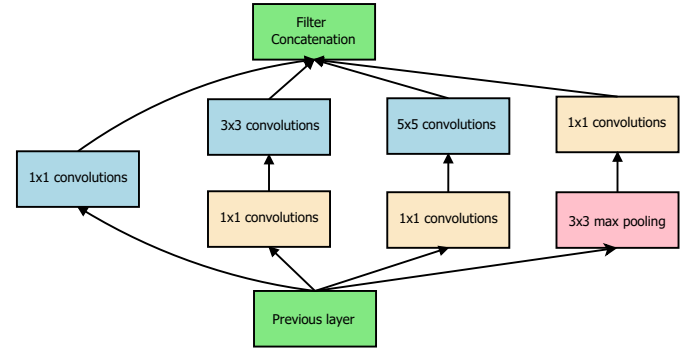 Filter
Concatenation
3x3 convolutions
5x5 convolutions
1x1 convolutions
1x1 convolutions
1x1 convolutions
1x1 convolutions
3x3 max pooling
Previous layer